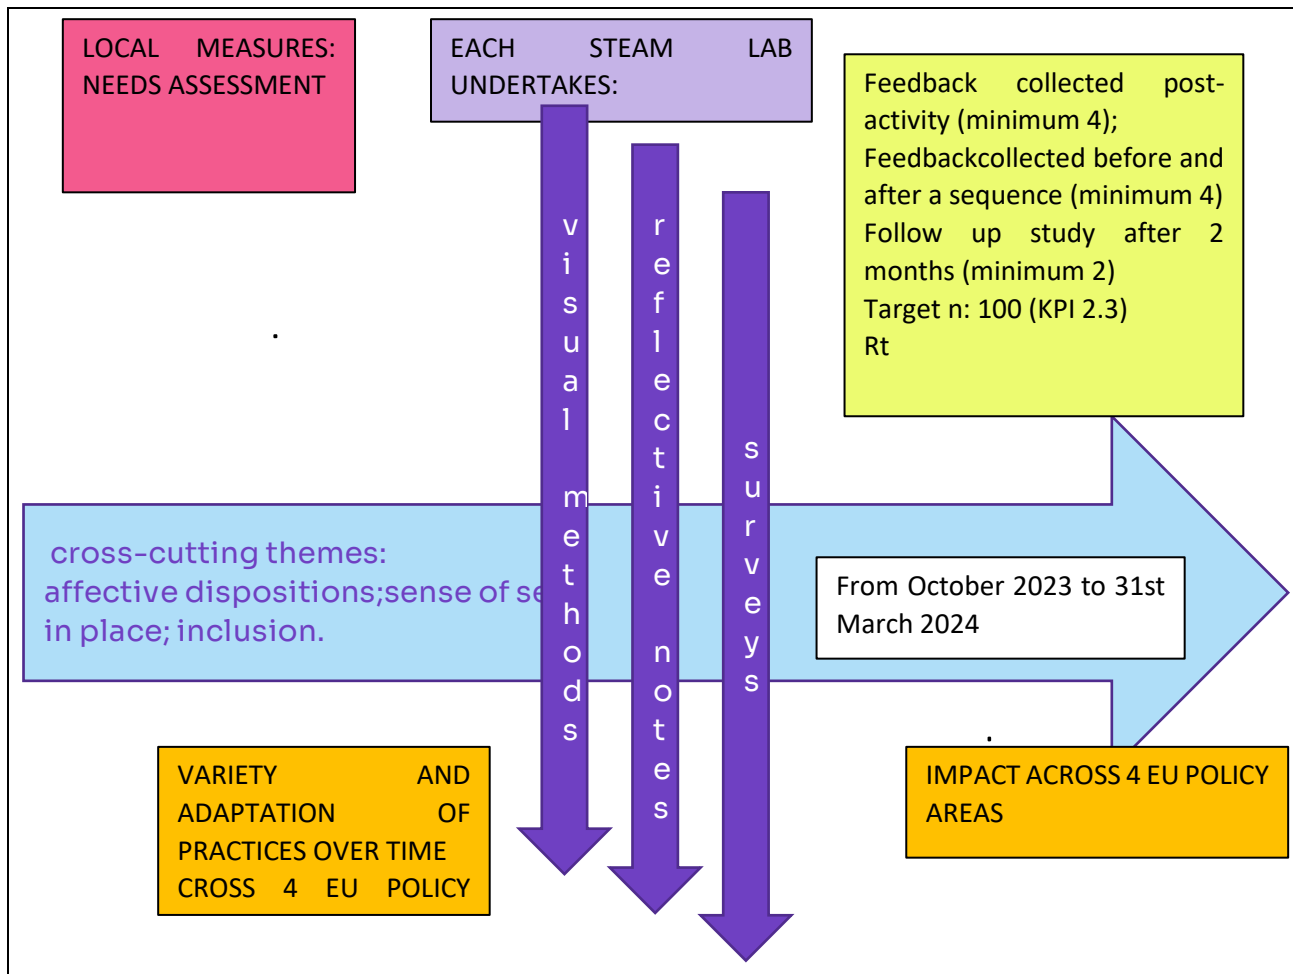 LOCAL MEASURES:
NEEDS ASSESSMENT
EACH STEAM LAB
UNDERTAKES:
Feedback collected post-
activity (minimum 4);
Feedbackcollected before and
after a sequence (minimum 4)
Follow up study after 2
months (minimum 2)
Target n: 100 (KPI 2.3)
Rt
visual methods
reflective notes
surveys
cross-cutting themes:
affective dispositions;sense of
in place; inclusion.
From October 2023 to 31st
March 2024
VARIETY AND
ADAPTATION OF
PRACTICES OVER TIME
CROSS 4 EU POLICY
IMPACT ACROSS 4 EU POLICY
AREAS